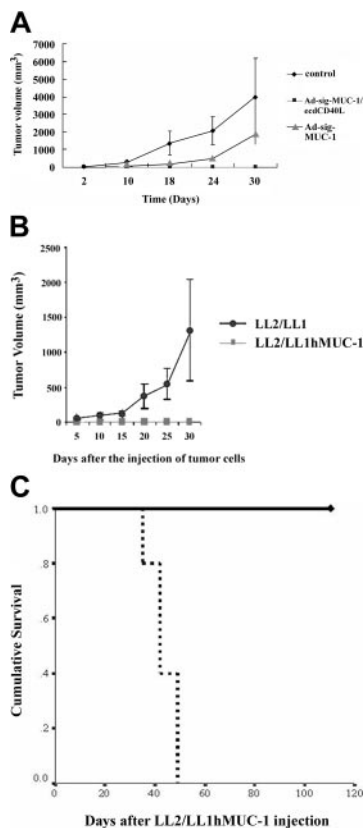 A
Tumor volume (mm³)
7000
6000
5000
4000
3000
2000
1000
0
2 10 18 24 30
Time (Days)
control
Ad-sig-MUC-1/
ecdCD40L
Ad-sig-
MUC-1
B
Tumor Volume (mm³)
2500
2000
1500
1000
500
0
5 10 15 20 25 30
Days after the injection of tumor cells
LL2/LL1
LL2/LL1hMUC-1
C
Cumulative Survival
1.0
.8
.4
.2
0.0
0 20 40 60 80 100 120
Days after LL2/LL1hMUC-1 injection